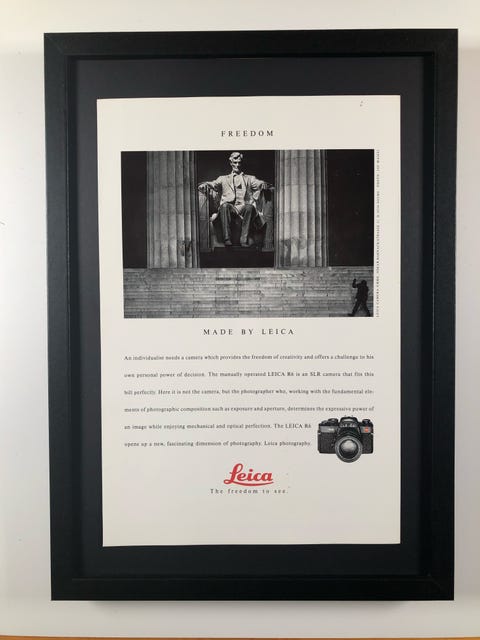 FREEDOM
MADE BY LEICA
An individualist needs a camera which provides the freedom of creativity and offers a challenge to his
own personal power of decision. The manually operated LEICA R6 is an SLR camera that fits this
bill perfectly. Here it is not the camera, but the photographer who, working with the fundamental ele-
ments of photographic composition such as exposure and aperture, determines the expressive power of
an image while enjoying mechanical and optical perfection. The LEICA R6
opens up a new, fascinating dimension of photography. Leica photography.
Leica
The freedom to see.